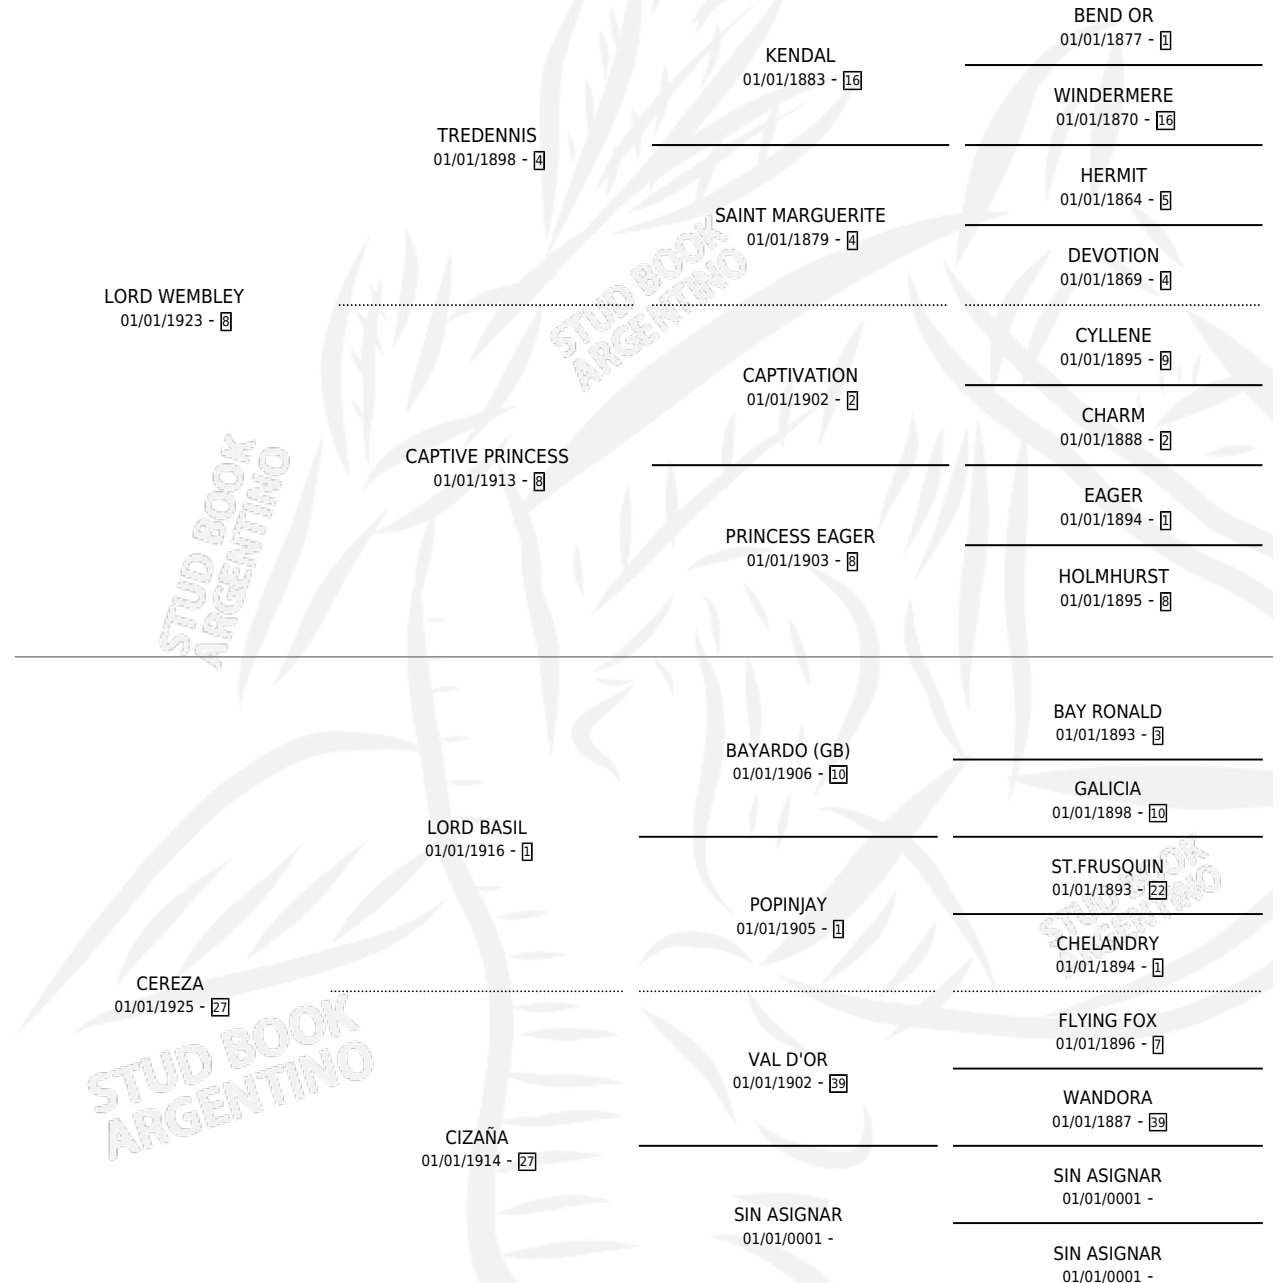 BEND OR
01/01/1877 - 1
KENDAL
01/01/1883 - 16
WINDERMERE
01/01/1870 - 16
TREDENNIS
01/01/1898 - 4
HERMIT
01/01/1864 - 5
SAINT MARGUERITE
01/01/1879 - 4
DEVOTION
01/01/1869 - 4
LORD WEMBLEY
01/01/1923 - 8
CYLLENE
01/01/1895 - 9
CAPTIVATION
01/01/1902 - 2
CHARM
01/01/1888 - 2
CAPTIVE PRINCESS
01/01/1913 - 8
EAGER
01/01/1894 - 1
PRINCESS EAGER
01/01/1903 - 8
HOLMHURST
01/01/1895 - 8
BAY RONALD
01/01/1893 - 3
BAYARDO (GB)
01/01/1906 - 10
GALICIA
01/01/1898 - 10
LORD BASIL
01/01/1916 - 1
ST.FRUSQUIN
01/01/1893 - 22
POPINJAY
01/01/1905 - 1
CHELANDRY
01/01/1894 - 1
CEREZA
01/01/1925 - 27
FLYING FOX
01/01/1896 - 7
VAL D'OR
01/01/1902 - 39
WANDORA
01/01/1887 - 39
CIZAÑA
01/01/1914 - 27
SIN ASIGNAR
01/01/0001 -
SIN ASIGNAR
01/01/0001 -
SIN ASIGNAR
01/01/0001 -
STUD BOOK
ARGENTINO
STUD BOOK
ARGENTINO
STUD BOOK
ARGENTINO
STUD BOOK
ARGENTINO